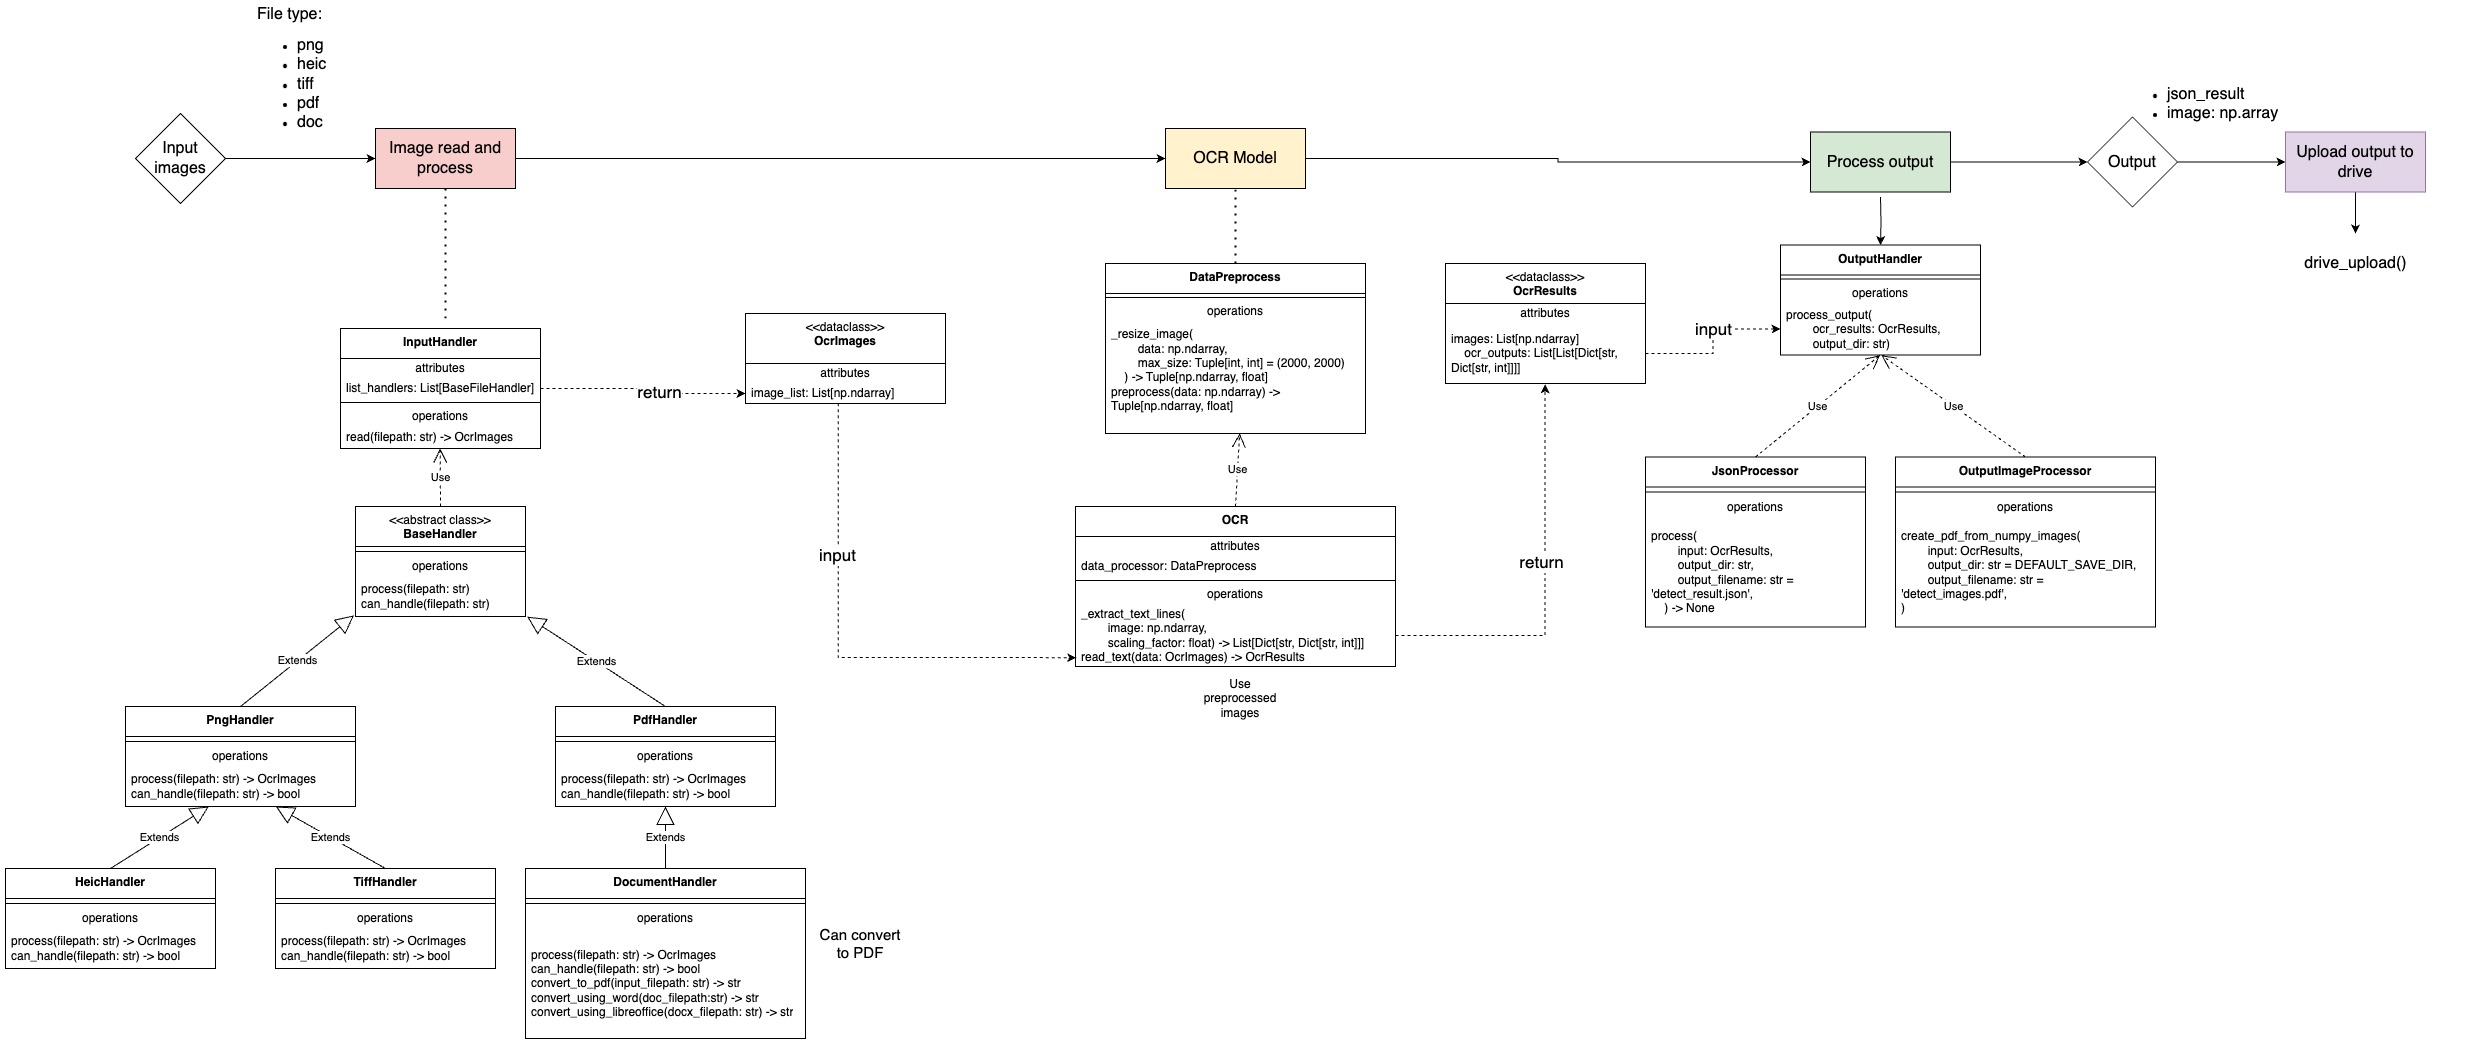 File type:
png
heic
tiff
pdf
doc
Input
images
Image read and
process
OCR Model
Process output
json_result
image: np.array
Output
Upload output to
drive
drive_upload()
InputHandler
attributes
list_handlers: List[BaseFileHandler]
operations
read(filepath: str) -> OcrImages
return
<<dataclass>>
OcrImages
attributes
image_list: List[np.ndarray]
Use
<<abstract class>>
BaseHandler
operations
process(filepath: str)
can_handle(filepath: str)
Extends
Extends
PngHandler
operations
process(filepath: str) -> OcrImages
can_handle(filepath: str) -> bool
PdfHandler
operations
process(filepath: str) -> OcrImages
can_handle(filepath: str) -> bool
Extends
Extends
Extends
HeicHandler
operations
process(filepath: str) -> OcrImages
can_handle(filepath: str) -> bool
TiffHandler
operations
process(filepath: str) -> OcrImages
can_handle(filepath: str) -> bool
DocumentHandler
operations
process(filepath: str) -> OcrImages
can_handle(filepath: str) -> bool
convert_to_pdf(input_filepath: str) -> str
convert_using_word(doc_filepath:str) -> str
convert_using_libreoffice(docx_filepath: str) -> str
Can convert
to PDF
input
DataPreprocess
operations
_resize_image(
data: np.ndarray,
max_size: Tuple[int, int] = (2000, 2000)
) -> Tuple[np.ndarray, float]
preprocess(data: np.ndarray) ->
Tuple[np.ndarray, float]
Use
OCR
attributes
data_processor: DataPreprocess
operations
_extract_text_lines(
image: np.ndarray,
scaling_factor: float) -> List[Dict[str, Dict[str, int]]]
read_text(data: OcrImages) -> OcrResults
Use
preprocessed
images
return
<<dataclass>>
OcrResults
attributes
images: List[np.ndarray]
ocr_outputs: List[List[Dict[str,
Dict[str, int]]]]
input
OutputHandler
operations
process_output(
ocr_results: OcrResults,
output_dir: str)
Use
Use
JsonProcessor
operations
process(
input: OcrResults,
output_dir: str,
output_filename: str =
'detect_result.json',
) -> None
OutputImageProcessor
operations
create_pdf_from_numpy_images(
input: OcrResults,
output_dir: str = DEFAULT_SAVE_DIR,
output_filename: str =
'detect_images.pdf',
)